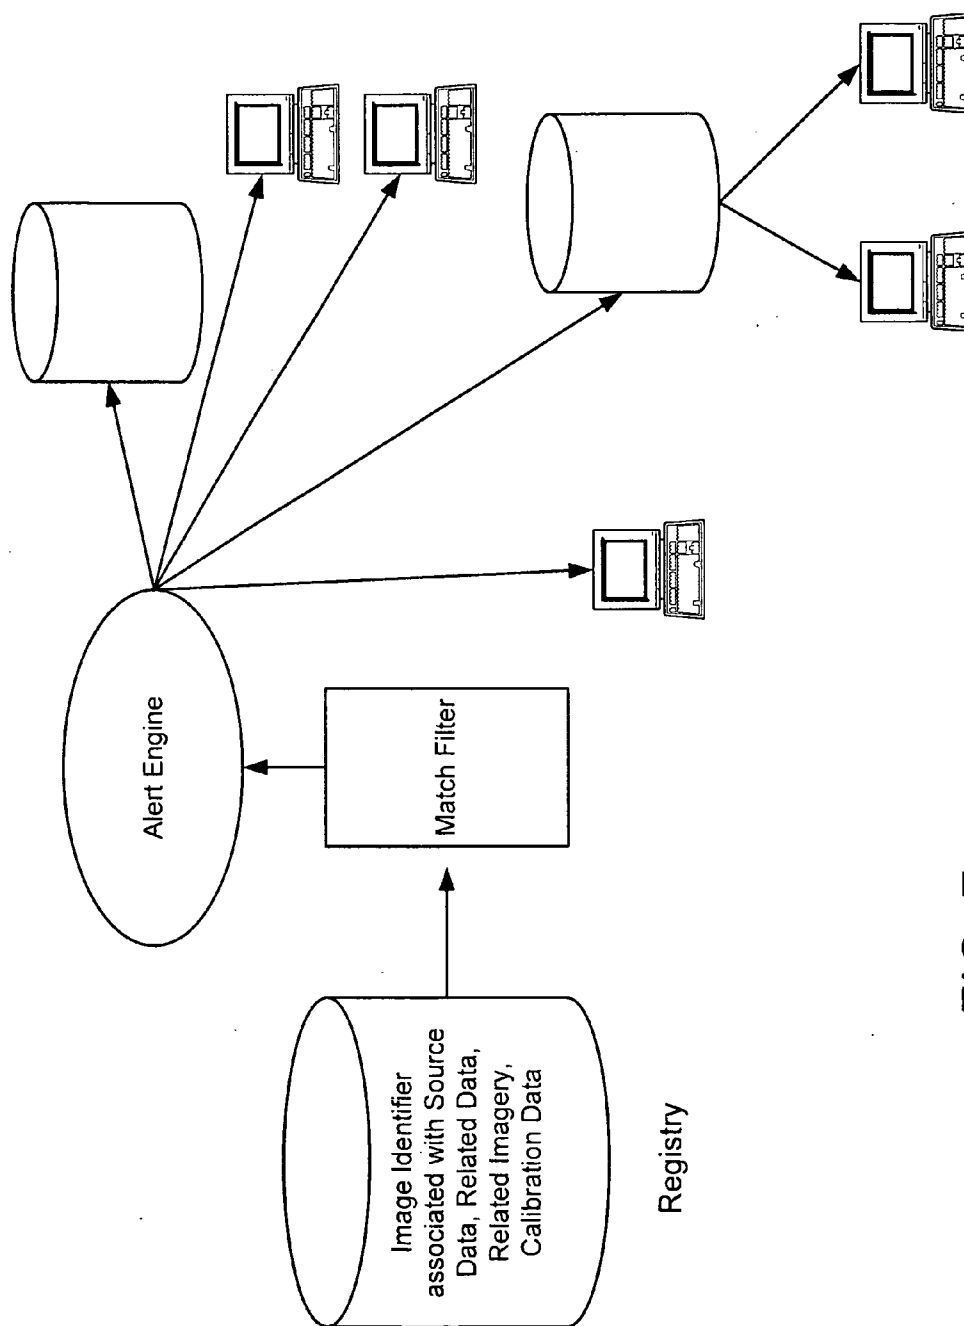 Alert Engine
Match Filter
Image Identifier
associated with Source
Data, Related Data,
Related Imagery,
Calibration Data
Registry